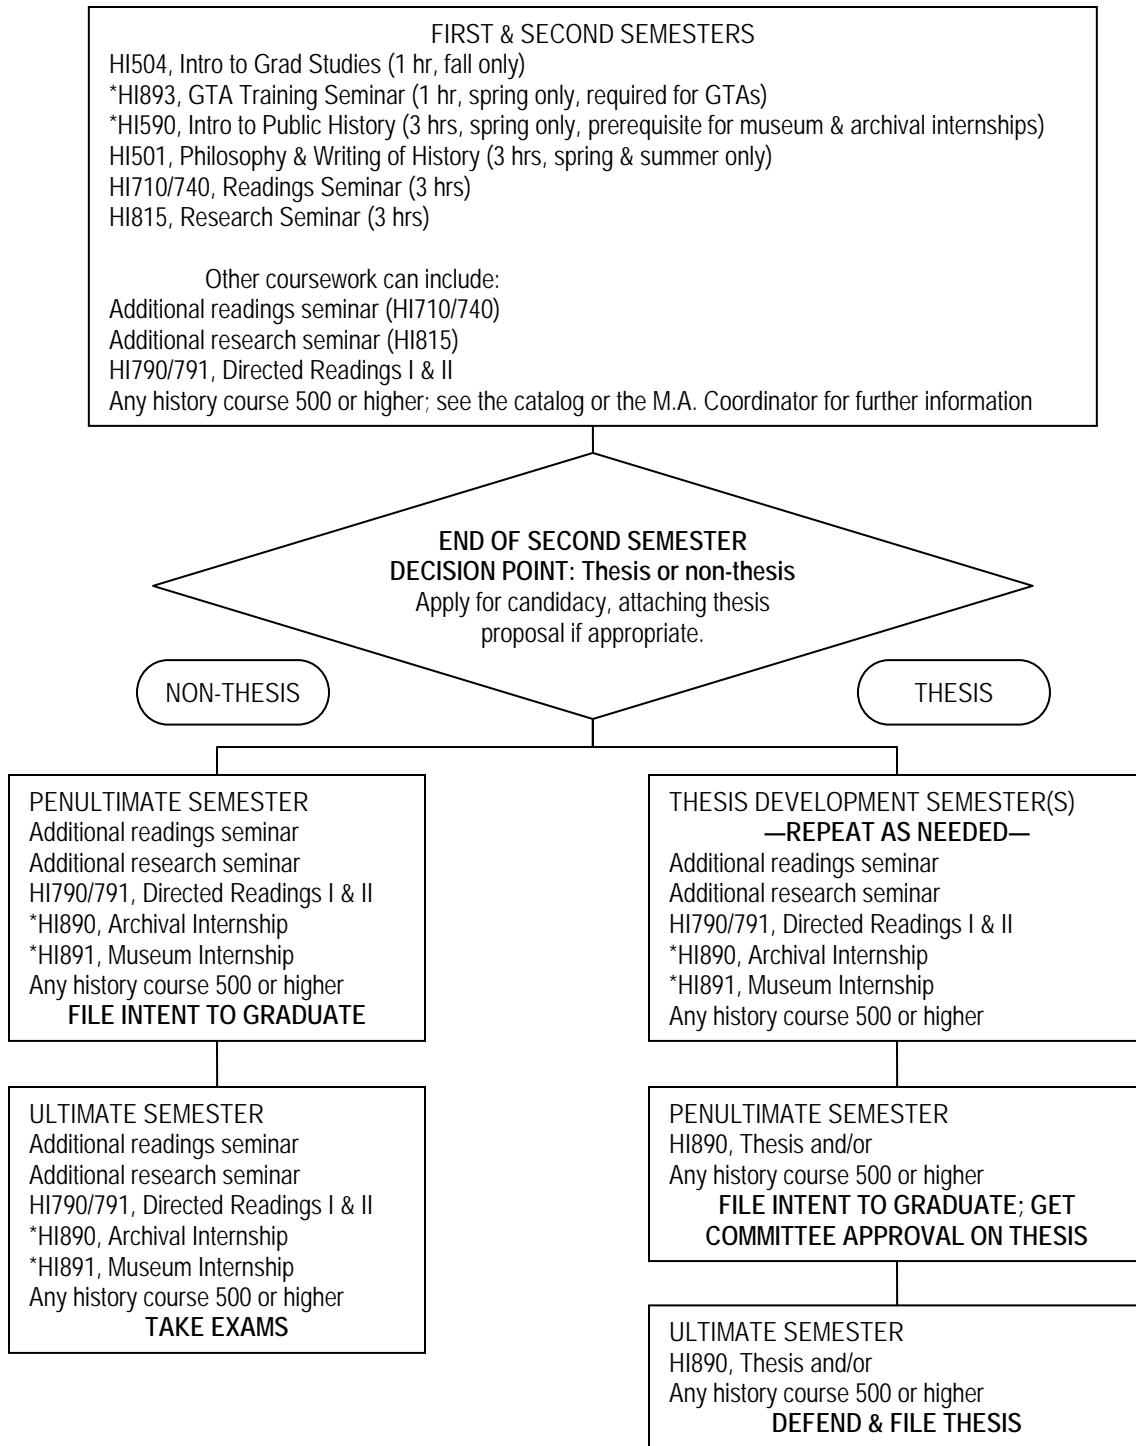 FIRST & SECOND SEMESTERS
HI504, Intro to Grad Studies (1 hr, fall only)
*HI893, GTA Training Seminar (1 hr, spring only, required for GTAs)
*HI590, Intro to Public History (3 hrs, spring only, prerequisite for museum & archival internships)
HI501, Philosophy & Writing of History (3 hrs, spring & summer only)
HI710/740, Readings Seminar (3 hrs)
HI815, Research Seminar (3 hrs)
Other coursework can include:
Additional readings seminar (HI710/740)
Additional research seminar (HI815)
HI790/791, Directed Readings I & II
Any history course 500 or higher; see the catalog or the M.A. Coordinator for further information
END OF SECOND SEMESTER
DECISION POINT: Thesis or non-thesis
Apply for candidacy, attaching thesis
proposal if appropriate.
NON-THESIS
THESIS
PENULTIMATE SEMESTER
Additional readings seminar
Additional research seminar
HI790/791, Directed Readings I & II
*HI890, Archival Internship
*HI891, Museum Internship
Any history course 500 or higher
FILE INTENT TO GRADUATE
ULTIMATE SEMESTER
Additional readings seminar
Additional research seminar
HI790/791, Directed Readings I & II
*HI890, Archival Internship
*HI891, Museum Internship
Any history course 500 or higher
TAKE EXAMS
THESIS DEVELOPMENT SEMESTER(S)
—REPEAT AS NEEDED—
Additional readings seminar
Additional research seminar
HI790/791, Directed Readings I & II
*HI890, Archival Internship
*HI891, Museum Internship
Any history course 500 or higher
PENULTIMATE SEMESTER
HI890, Thesis and/or
Any history course 500 or higher
FILE INTENT TO GRADUATE; GET
COMMITTEE APPROVAL ON THESIS
ULTIMATE SEMESTER
HI890, Thesis and/or
Any history course 500 or higher
DEFEND & FILE THESIS